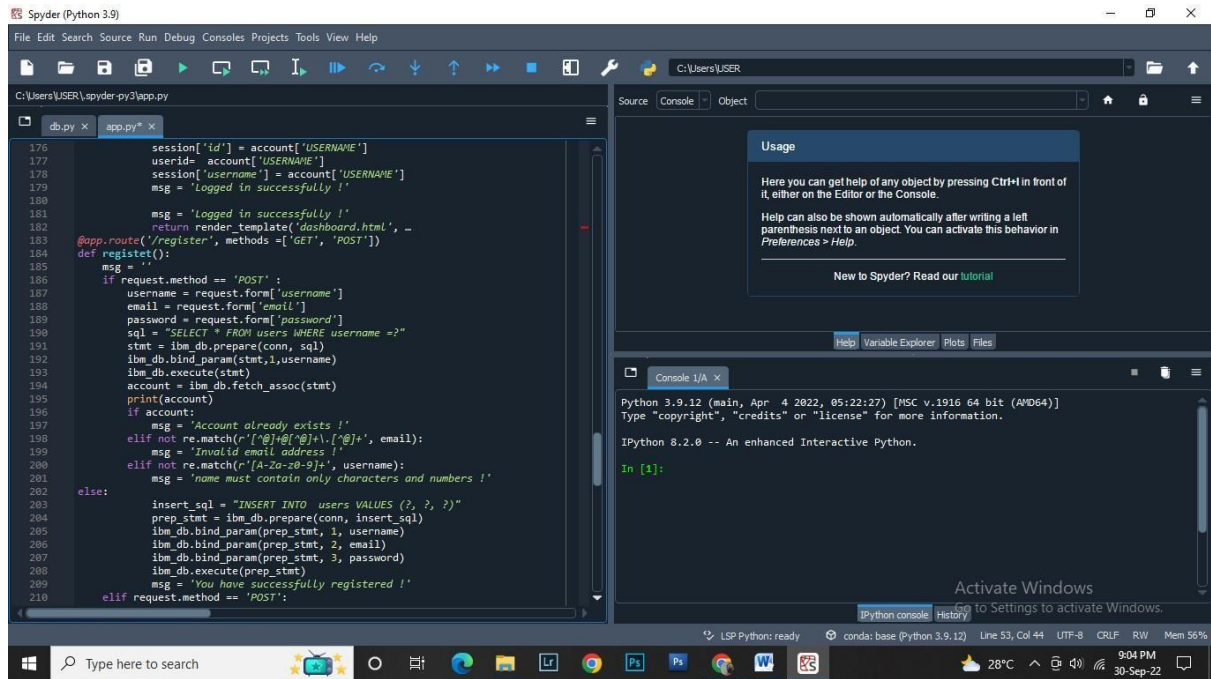 Spyder (Python 3.9)
File Edit Search Source Run Debug Consoles Projects Tools View Help
C:\Users\USER
C:\Users\USER\.spyder-py3\app.py
db.py × app.py* ×
176 session['id'] = account['USERNAME']
177 userid= account['USERNAME']
178 session['username'] = account['USERNAME']
179 msg = 'Logged in successfully !'
180
181 msg = 'Logged in successfully !'
182 return render_template('dashboard.html', …
183 @app.route('/register', methods =['GET', 'POST'])
184 def registet():
185 msg = ''
186 if request.method == 'POST' :
187 username = request.form['username']
188 email = request.form['email']
189 password = request.form['password']
190 sql = "SELECT * FROM users WHERE username =?"
191 stmt = ibm_db.prepare(conn, sql)
192 ibm_db.bind_param(stmt,1,username)
193 ibm_db.execute(stmt)
194 account = ibm_db.fetch_assoc(stmt)
195 print(account)
196 if account:
197 msg = 'Account already exists !'
198 elif not re.match(r'[^@]+@[^@]+\.[^@]+', email):
199 msg = 'Invalid email address !'
200 elif not re.match(r'[A-Za-z0-9]+', username):
201 msg = 'name must contain only characters and numbers !'
202 else:
203 insert_sql = "INSERT INTO  users VALUES (?, ?, ?)"
204 prep_stmt = ibm_db.prepare(conn, insert_sql)
205 ibm_db.bind_param(prep_stmt, 1, username)
206 ibm_db.bind_param(prep_stmt, 2, email)
207 ibm_db.bind_param(prep_stmt, 3, password)
208 ibm_db.execute(prep_stmt)
209 msg = 'You have successfully registered !'
210 elif request.method == 'POST':
Source Console Object
Usage
Here you can get help of any object by pressing Ctrl+I in front of
it, either on the Editor or the Console.
Help can also be shown automatically after writing a left
parenthesis next to an object. You can activate this behavior in
Preferences > Help.
New to Spyder? Read our tutorial
Help Variable Explorer Plots Files
Console 1/A ×
Python 3.9.12 (main, Apr  4 2022, 05:22:27) [MSC v.1916 64 bit (AMD64)]
Type "copyright", "credits" or "license" for more information.
IPython 8.2.0 -- An enhanced Interactive Python.
In [1]:
Activate Windows
Go to Settings to activate Windows.
IPython console History
LSP Python: ready conda: base (Python 3.9.12) Line 53, Col 44 UTF-8 CRLF RW Mem 56%
Type here to search
Lr Ps Ps W
28°C
9:04 PM
30-Sep-22